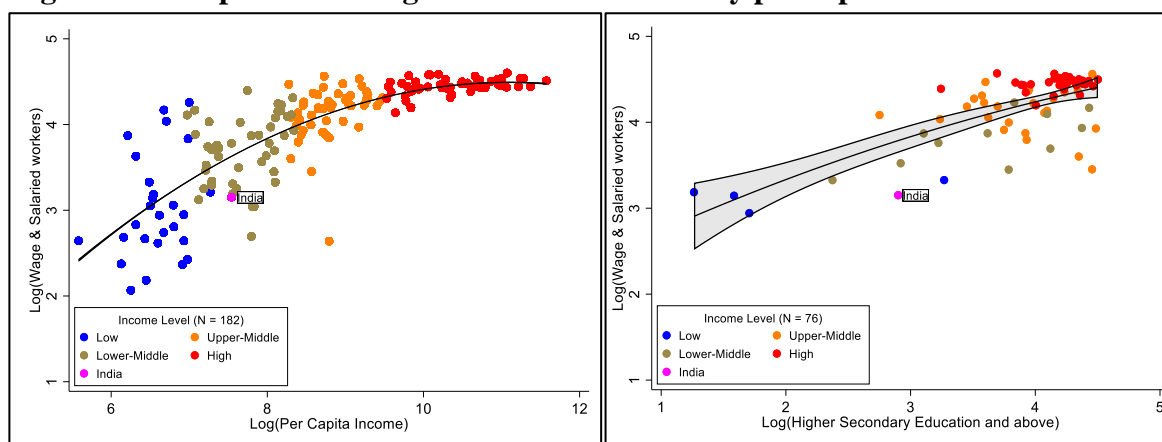 5
4
3
2
1
Log(Wage & Salaried workers)
India
Income Level (N = 182)
Low
Upper-Middle
Lower-Middle
High
India
6
8
10
12
Log(Per Capita Income)
5
4
3
2
1
Log(Wage & Salaried workers)
India
Income Level (N = 76)
Low
Upper-Middle
Lower-Middle
High
India
1
2
3
4
5
Log(Higher Secondary Education and above)